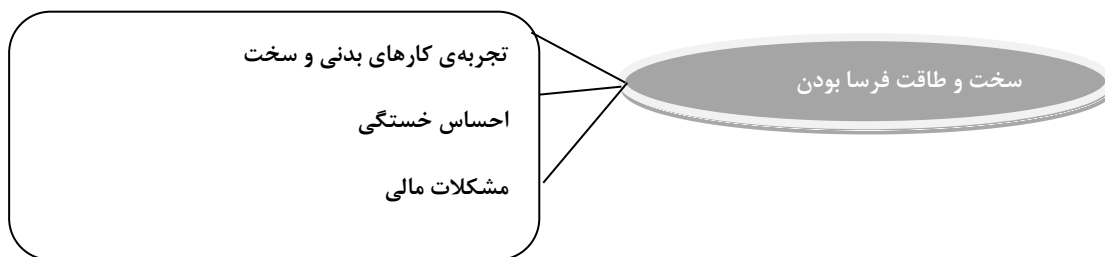 سخت و طاقت فرسا بودن
تجربه‌ی کارهای بدنی و سخت
احساس خستگی
مشکلات مالی